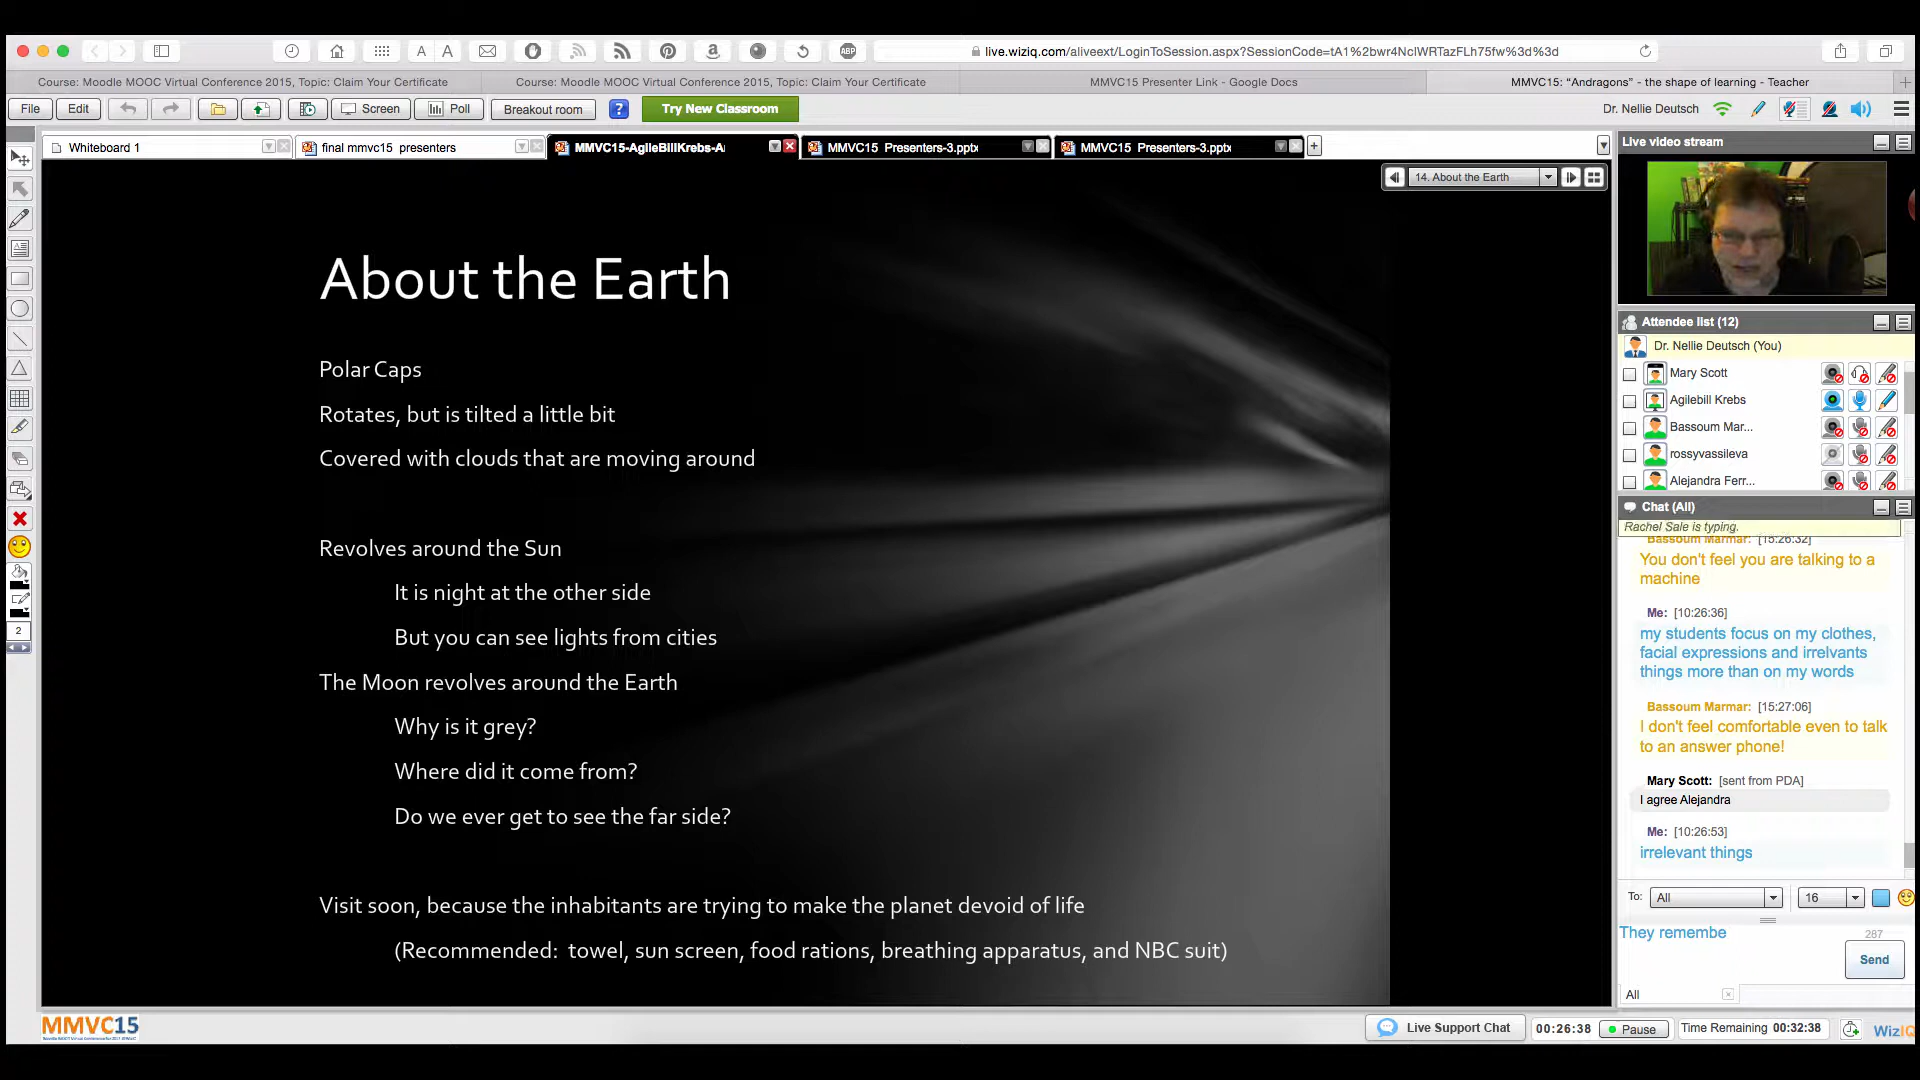 live.wiziq.com/aliveext/LoginToSession.aspx?SessionCode=tA1%2bwr4NclWRTazFLh75fw%3d%3d
A A ABP
Course: Moodle MOOC Virtual Conference 2015, Topic: Claim Your Certificate
Course: Moodle MOOC Virtual Conference 2015, Topic: Claim Your Certificate
MMVC15 Presenter Link - Google Docs
MMVC15: “Andragons” - the shape of learning - Teacher
File Edit Screen Poll Breakout room ? Try New Classroom Dr. Nellie Deutsch
Whiteboard 1
final mmvc15 presenters
MMVC15-AgileBillKrebs-A
MMVC15 Presenters-3.pptx
MMVC15 Presenters-3.pptx
14. About the Earth
About the Earth
Polar Caps
Rotates, but is tilted a little bit
Covered with clouds that are moving around
Revolves around the Sun
It is night at the other side
But you can see lights from cities
The Moon revolves around the Earth
Why is it grey?
Where did it come from?
Do we ever get to see the far side?
Visit soon, because the inhabitants are trying to make the planet devoid of life
(Recommended: towel, sun screen, food rations, breathing apparatus, and NBC suit)
2
Live video stream
Attendee list (12)
Dr. Nellie Deutsch (You)
Mary Scott
Agilebill Krebs
Bassoum Mar...
rossyvassileva
Alejandra Ferr...
Chat (All)
Rachel Sale is typing.
Bassoum Marmar: [15:26:32]
You don't feel you are talking to a
machine
Me: [10:26:36]
my students focus on my clothes,
facial expressions and irrelvants
things more than on my words
Bassoum Marmar: [15:27:06]
I don't feel comfortable even to talk
to an answer phone!
Mary Scott: [sent from PDA]
I agree Alejandra
Me: [10:26:53]
irrelevant things
To: All 16
They remembe
287
Send
All
MMVC15
Live Support Chat
00:26:38 Pause
Time Remaining 00:32:38
WizI